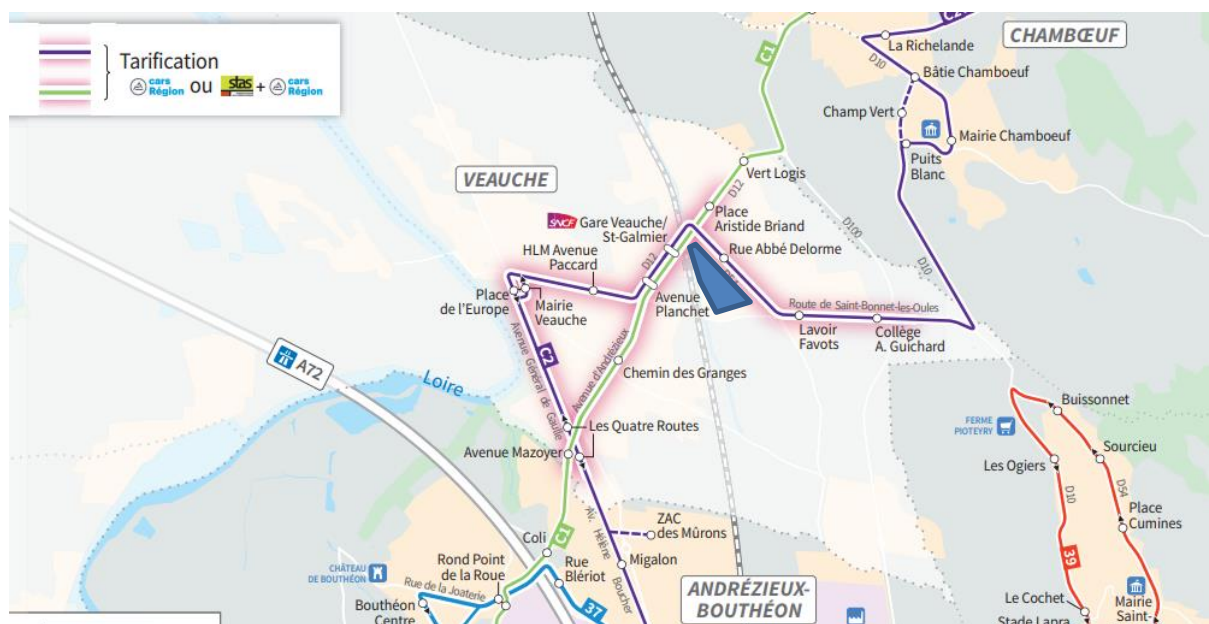 Tarification
cars
Région
ou
stas
+
cars
Région
C1
C2
CHAMBŒUF
La Richelande
D10
Bâtie Chamboeuf
Champ Vert
Mairie Chamboeuf
Puits
Blanc
VEAUCHE
Vert Logis
D12
Place
Aristide Briand
SNCF
Gare Veauche/
St-Galmier
Rue Abbé Delorme
D100
D10
HLM Avenue
Paccard
D12
Place
de l'Europe
Mairie
Veauche
Avenue
Planchet
Route de Saint-Bonnet-les-Oules
Lavoir
Favots
Collège
A. Guichard
A72
Loire
C2
Avenue Général de Gaulle
Avenue d'Andrézieux
Chemin des Granges
Les Quatre Routes
Avenue Mazoyer
Buissonnet
FERME
PIOTEYRY
Sourcieu
Les Ogiers
D10
D54
Place
Cumines
ZAC
des Mûrons
Av. Hélène Boucher
Coli
C1
Migalon
Rond Point
de la Roue
Rue
Blériot
CHÂTEAU
DE BOUTHÉON
Rue de la Joaterie
Bouthéon
Centre
37
ANDRÉZIEUX-
BOUTHÉON
39
Le Cochet
Stade Lapra
Mairie
Saint-